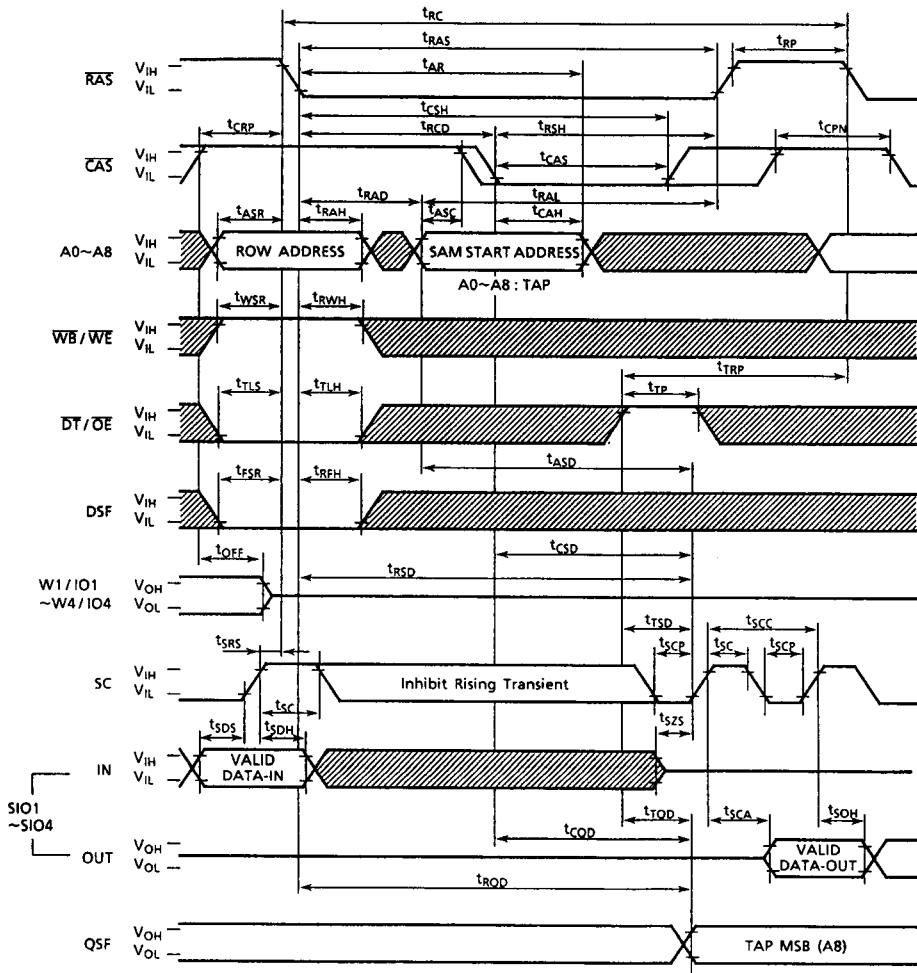 tRC
tRAS
tRP
tAR
RAS VIH
VIL
tCSH
tCRP
tRCD
tRSH
tCPN
CAS VIH
VIL
tCAS
tRAD
tRAL
tASR
tRAH
tASC
tCAH
A0~A8 VIH
VIL
ROW ADDRESS
SAM START ADDRESS
A0~A8 : TAP
tWSR
tRWH
WB/WE VIH
VIL
tTRP
tTLS
tTLH
tTP
DT/OE VIH
VIL
tASD
tFSR
tRFH
DSF VIH
VIL
tOFF
tCSD
tRSD
W1/IO1
~W4/IO4
VOH
VOL
tTSD
tSCC
tSRS
tSCP
tSC
tSCP
SC VIH
VIL
Inhibit Rising Transient
tSC
tSDS
tSDH
tSZS
IN VIH
VIL
VALID
DATA-IN
SIO1
~SIO4
tTQD
tSCA
tSOH
tCQD
OUT VOH
VOL
VALID
DATA-OUT
tRQD
QSF VOH
VOL
TAP MSB (A8)